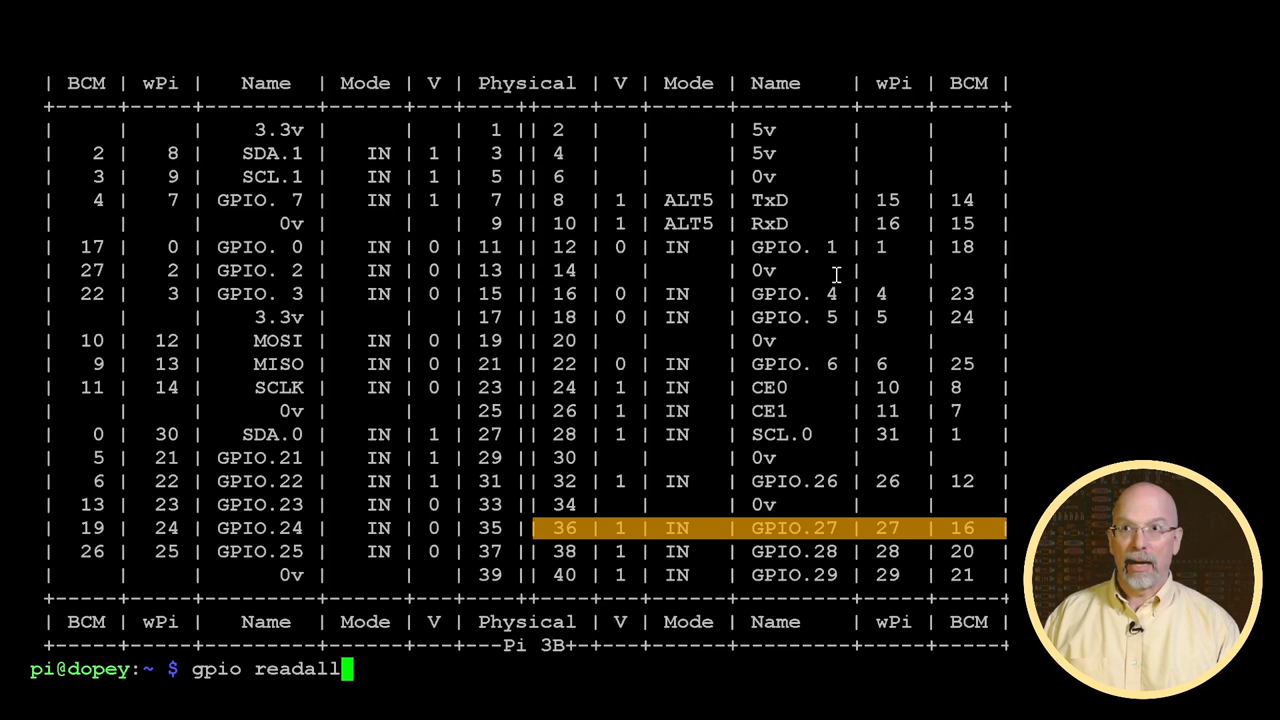 | BCM | wPi |   Name  | Mode | V | Physical | V | Mode | Name    | wPi | BCM |
+-----+-----+---------+------+---+----++----+---+------+---------+-----+-----+
|     |     |    3.3v |      |   |  1 || 2  |   |      | 5v      |     |     |
|   2 |   8 |   SDA.1 |   IN | 1 |  3 || 4  |   |      | 5v      |     |     |
|   3 |   9 |   SCL.1 |   IN | 1 |  5 || 6  |   |      | 0v      |     |     |
|   4 |   7 | GPIO. 7 |   IN | 1 |  7 || 8  | 1 | ALT5 | TxD     | 15  | 14  |
|     |     |      0v |      |   |  9 || 10 | 1 | ALT5 | RxD     | 16  | 15  |
|  17 |   0 | GPIO. 0 |   IN | 0 | 11 || 12 | 0 | IN   | GPIO. 1 | 1   | 18  |
|  27 |   2 | GPIO. 2 |   IN | 0 | 13 || 14 |   |      | 0v      |     |     |
|  22 |   3 | GPIO. 3 |   IN | 0 | 15 || 16 | 0 | IN   | GPIO. 4 | 4   | 23  |
|     |     |    3.3v |      |   | 17 || 18 | 0 | IN   | GPIO. 5 | 5   | 24  |
|  10 |  12 |    MOSI |   IN | 0 | 19 || 20 |   |      | 0v      |     |     |
|   9 |  13 |    MISO |   IN | 0 | 21 || 22 | 0 | IN   | GPIO. 6 | 6   | 25  |
|  11 |  14 |    SCLK |   IN | 0 | 23 || 24 | 1 | IN   | CE0     | 10  | 8   |
|     |     |      0v |      |   | 25 || 26 | 1 | IN   | CE1     | 11  | 7   |
|   0 |  30 |   SDA.0 |   IN | 1 | 27 || 28 | 1 | IN   | SCL.0   | 31  | 1   |
|   5 |  21 | GPIO.21 |   IN | 1 | 29 || 30 |   |      | 0v      |     |     |
|   6 |  22 | GPIO.22 |   IN | 1 | 31 || 32 | 1 | IN   | GPIO.26 | 26  | 12  |
|  13 |  23 | GPIO.23 |   IN | 0 | 33 || 34 |   |      | 0v      |     |     |
|  19 |  24 | GPIO.24 |   IN | 0 | 35 || 36 | 1 | IN   | GPIO.27 | 27  | 16  |
|  26 |  25 | GPIO.25 |   IN | 0 | 37 || 38 | 1 | IN   | GPIO.28 | 28  | 20  |
|     |     |      0v |      |   | 39 || 40 | 1 | IN   | GPIO.29 | 29  | 21  |
+-----+-----+---------+------+---+----++----+---+------+---------+-----+-----+
| BCM | wPi |   Name  | Mode | V | Physical | V | Mode | Name    | wPi | BCM |
+-----+-----+---------+------+---+---Pi 3B+-+---+------+---------+-----+-----+
pi@dopey:~ $ gpio readall